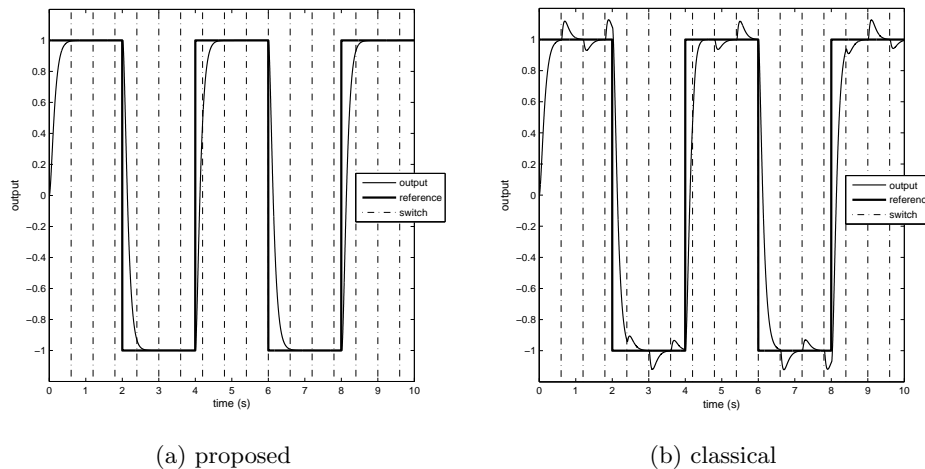 1
0.8
0.6
0.4
0.2
0
−0.2
−0.4
−0.6
−0.8
−1
output
0 1 2 3 4 5 6 7 8 9 10
time (s)
output
reference
switch
(a) proposed
1
0.8
0.6
0.4
0.2
0
−0.2
−0.4
−0.6
−0.8
−1
output
0 1 2 3 4 5 6 7 8 9 10
time (s)
output
reference
switch
(b) classical